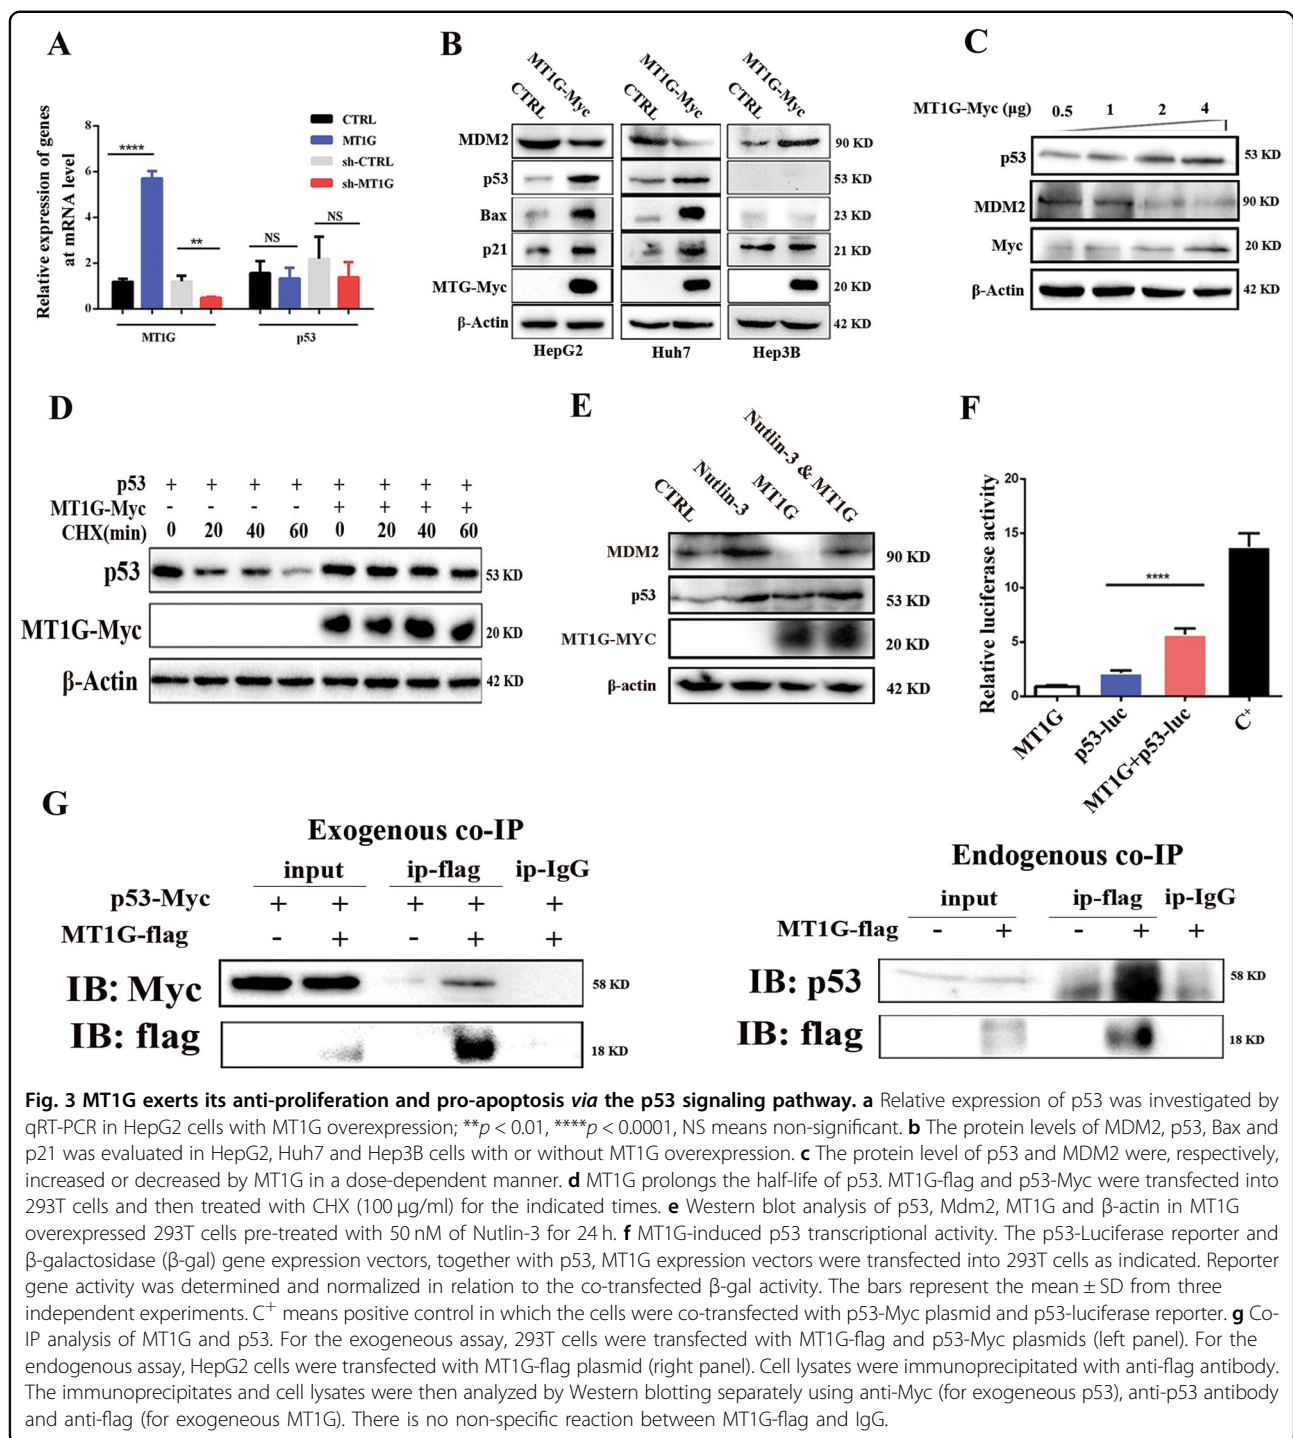 A
Relative expression of genes
at mRNA level
8
6
4
2
0
****
**
NS
NS
CTRL
MT1G
sh-CTRL
sh-MT1G
MT1G
p53
B
CTRL
MT1G-Myc
CTRL
MT1G-Myc
CTRL
MT1G-Myc
MDM2
90 KD
p53
53 KD
Bax
23 KD
p21
21 KD
MTG-Myc
20 KD
β-Actin
42 KD
HepG2
Huh7
Hep3B
C
MT1G-Myc (μg) 0.5 1 2 4
p53
53 KD
MDM2
90 KD
Myc
20 KD
β-Actin
42 KD
D
p53 + + + + + + + +
MT1G-Myc - - - - + + + +
CHX(min) 0 20 40 60 0 20 40 60
p53
53 KD
MT1G-Myc
20 KD
β-Actin
42 KD
E
CTRL
Nutlin-3
MT1G
Nutlin-3 & MT1G
MDM2
90 KD
p53
53 KD
MT1G-MYC
20 KD
β-actin
42 KD
F
Relative luciferase activity
20
15
10
5
0
****
MT1G
p53-luc
MT1G+p53-luc
C+
G
Exogenous co-IP
input ip-flag ip-IgG
p53-Myc + + + + +
MT1G-flag - + - + +
IB: Myc
58 KD
IB: flag
18 KD
Endogenous co-IP
input ip-flag ip-IgG
MT1G-flag - + - + +
IB: p53
58 KD
IB: flag
18 KD
Fig. 3 MT1G exerts its anti-proliferation and pro-apoptosis via the p53 signaling pathway. a Relative expression of p53 was investigated by
qRT-PCR in HepG2 cells with MT1G overexpression; **p < 0.01, ****p < 0.0001, NS means non-significant. b The protein levels of MDM2, p53, Bax and
p21 was evaluated in HepG2, Huh7 and Hep3B cells with or without MT1G overexpression. c The protein level of p53 and MDM2 were, respectively,
increased or decreased by MT1G in a dose-dependent manner. d MT1G prolongs the half-life of p53. MT1G-flag and p53-Myc were transfected into
293T cells and then treated with CHX (100 μg/ml) for the indicated times. e Western blot analysis of p53, Mdm2, MT1G and β-actin in MT1G
overexpressed 293T cells pre-treated with 50 nM of Nutlin-3 for 24 h. f MT1G-induced p53 transcriptional activity. The p53-Luciferase reporter and
β-galactosidase (β-gal) gene expression vectors, together with p53, MT1G expression vectors were transfected into 293T cells as indicated. Reporter
gene activity was determined and normalized in relation to the co-transfected β-gal activity. The bars represent the mean ± SD from three
independent experiments. C+ means positive control in which the cells were co-transfected with p53-Myc plasmid and p53-luciferase reporter. g Co-
IP analysis of MT1G and p53. For the exogeneous assay, 293T cells were transfected with MT1G-flag and p53-Myc plasmids (left panel). For the
endogenous assay, HepG2 cells were transfected with MT1G-flag plasmid (right panel). Cell lysates were immunoprecipitated with anti-flag antibody.
The immunoprecipitates and cell lysates were then analyzed by Western blotting separately using anti-Myc (for exogeneous p53), anti-p53 antibody
and anti-flag (for exogeneous MT1G). There is no non-specific reaction between MT1G-flag and IgG.